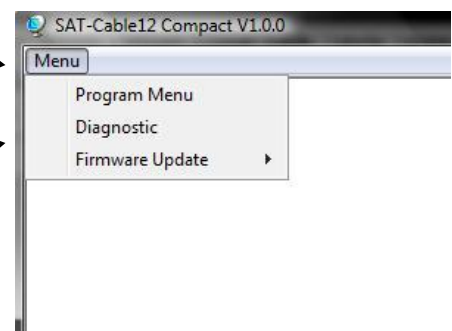 SAT-Cable12 Compact V1.0.0
Menu
Program Menu
Diagnostic
Firmware Update